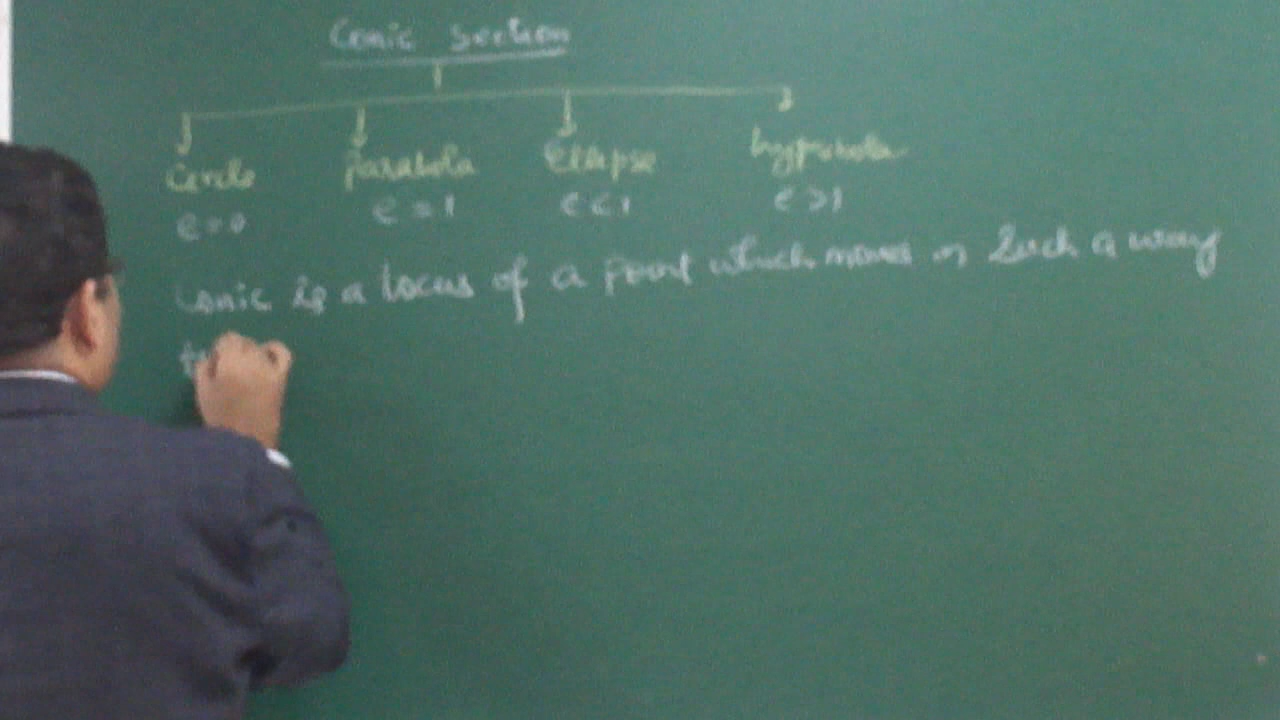 Conic Section
Circle Parabola Ellipse hyperbola
e = 0 e = 1 e < 1 e > 1
Conic is a locus of a point which moves in such a way